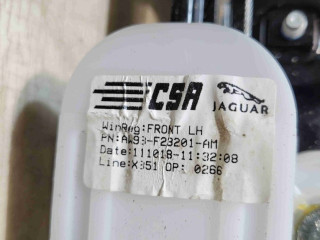 CSA
JAGUAR
WinReg:FRONT LH
PN:AW93-F23201-AM
Date:111018-11:32:08
Line:X351 OP: 0266